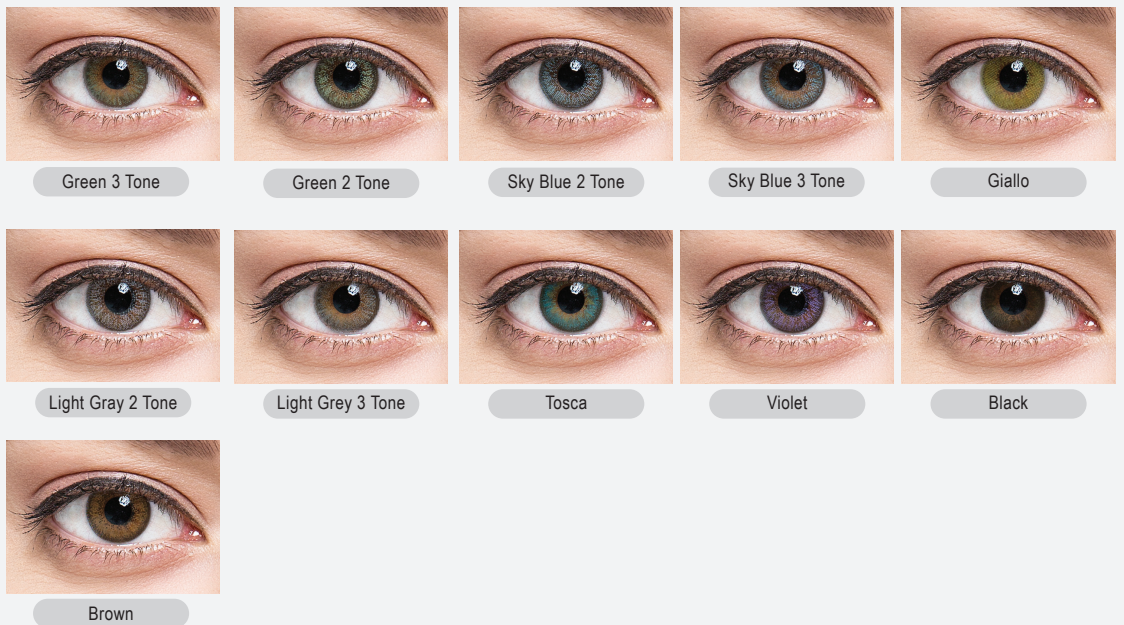 Green 3 Tone
Green 2 Tone
Sky Blue 2 Tone
Sky Blue 3 Tone
Giallo
Light Gray 2 Tone
Light Grey 3 Tone
Tosca
Violet
Black
Brown